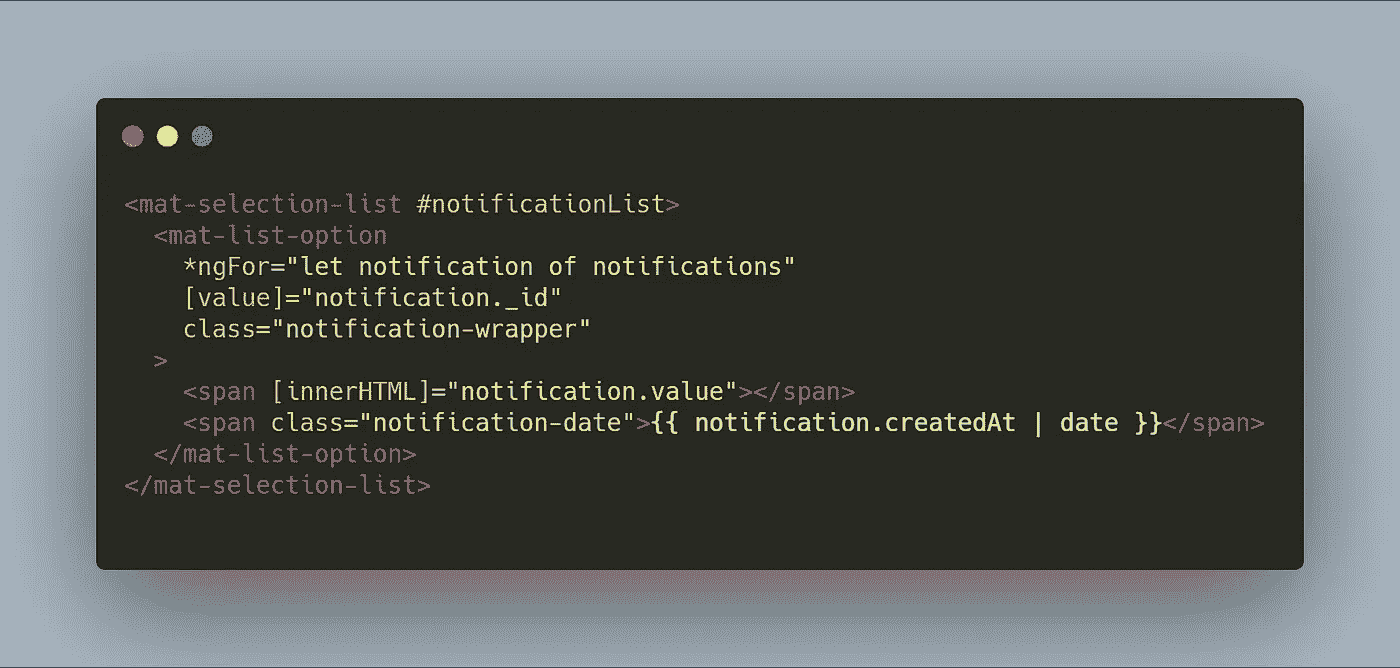 <mat-selection-list #notificationList>
<mat-list-option
*ngFor="let notification of notifications"
[value]="notification._id"
class="notification-wrapper"
>
<span [innerHTML]="notification.value"></span>
<span class="notification-date">{{ notification.createdAt | date }}</span>
</mat-list-option>
</mat-selection-list>